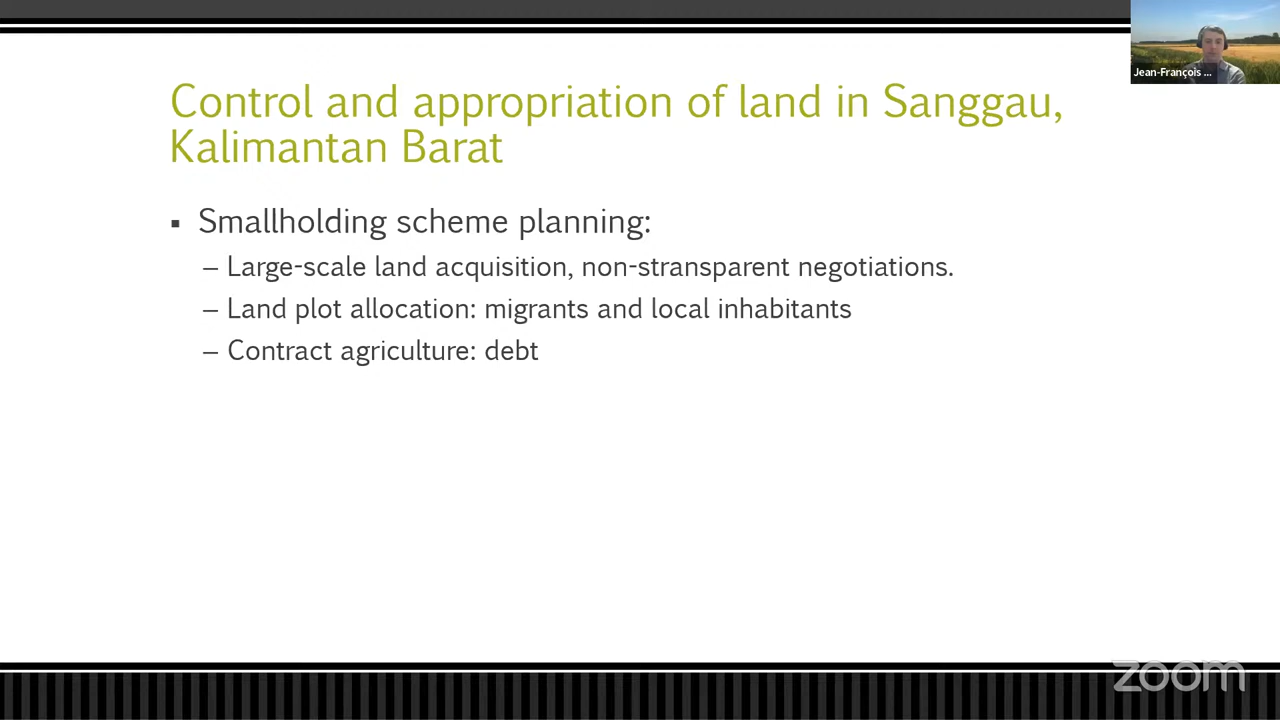 Jean-François ...
Control and appropriation of land in Sanggau,
Kalimantan Barat
▪ Smallholding scheme planning:
– Large-scale land acquisition, non-stransparent negotiations.
– Land plot allocation: migrants and local inhabitants
– Contract agriculture: debt
zoom